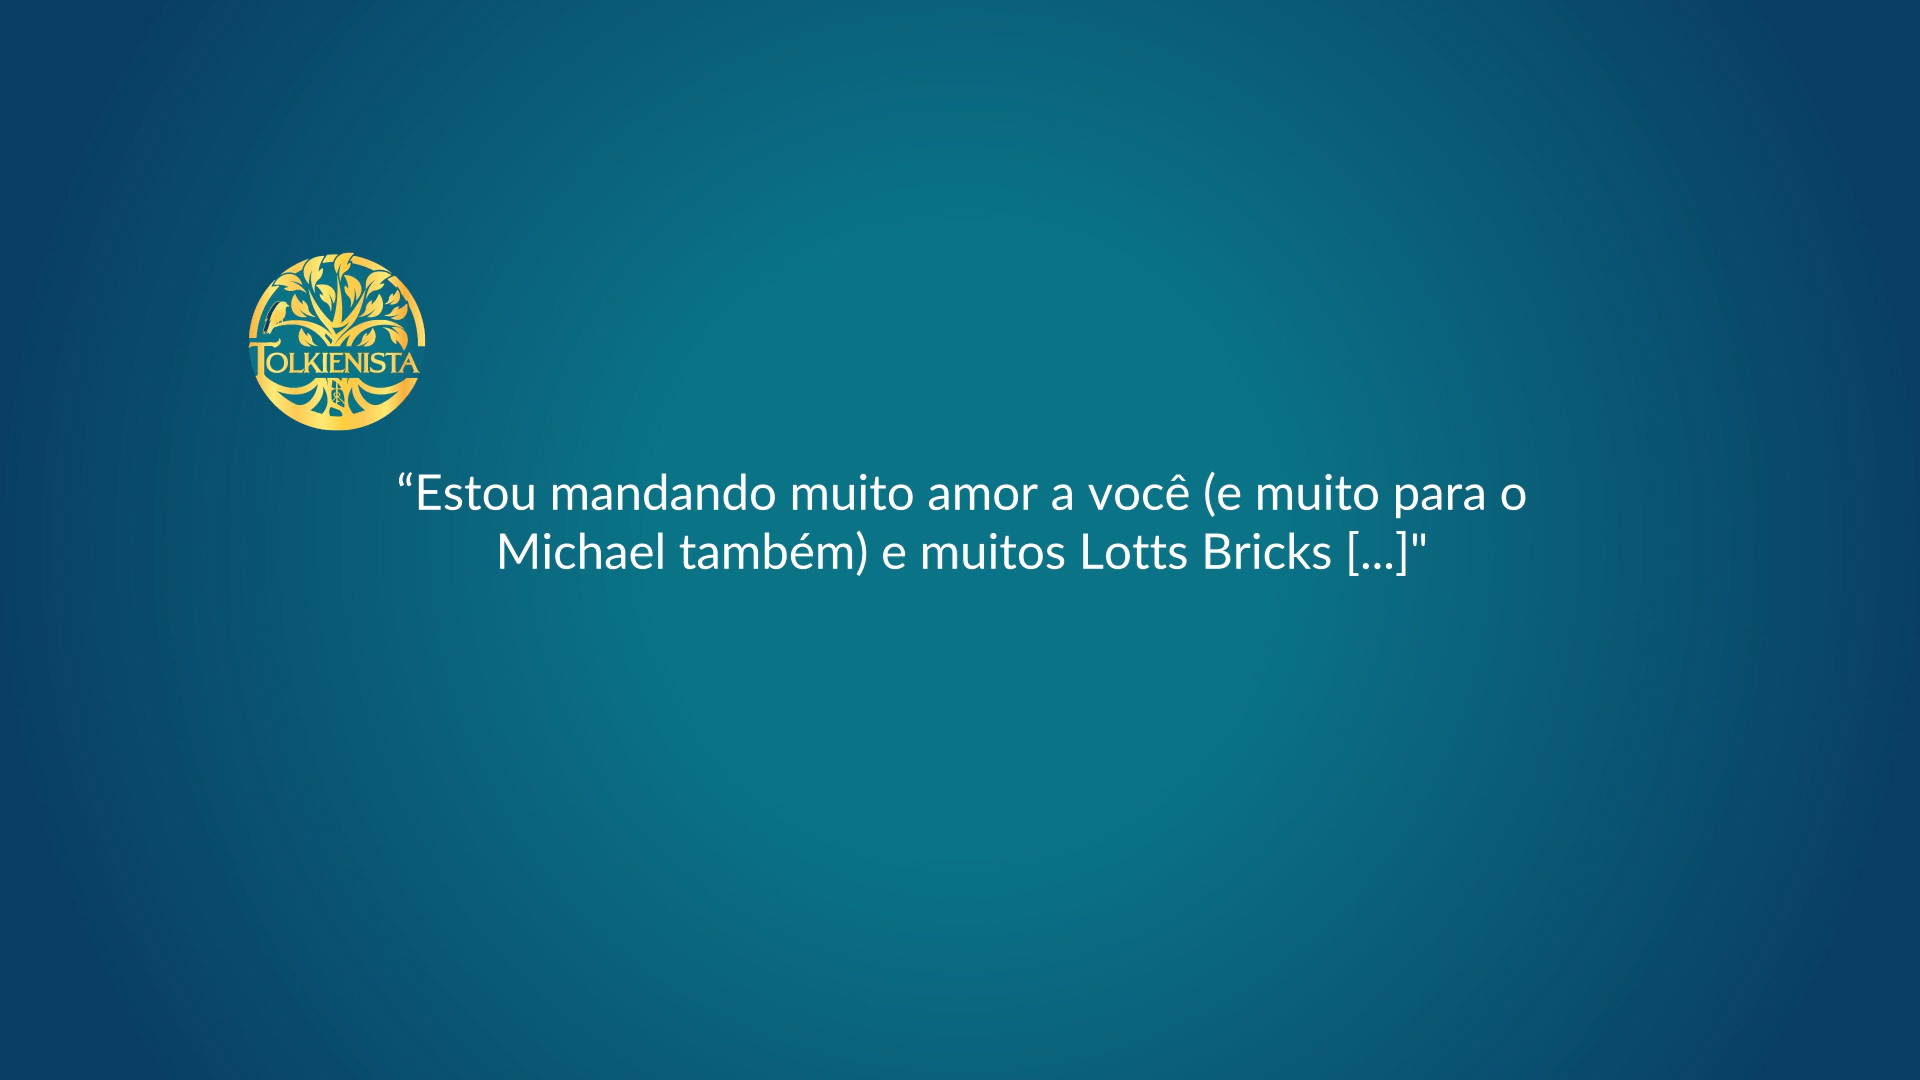 TOLKIENISTA
“Estou mandando muito amor a você (e muito para o
Michael também) e muitos Lotts Bricks [...]"